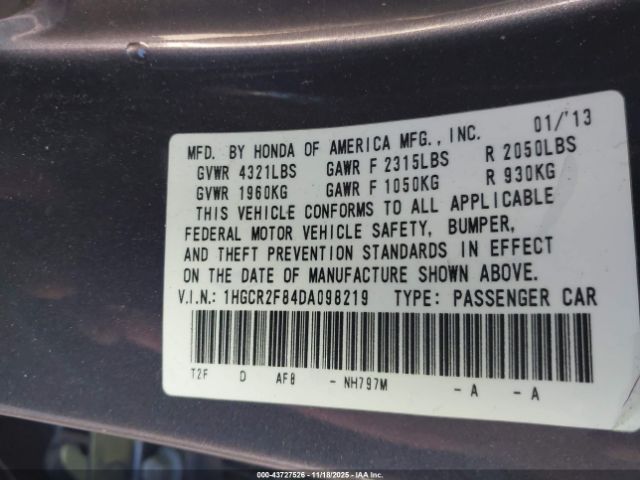 MFD. BY HONDA OF AMERICA MFG., INC. 01/'13
GVWR 4321LBS GAWR F 2315LBS R 2050LBS
GVWR 1960KG GAWR F 1050KG R 930KG
THIS VEHICLE CONFORMS TO ALL APPLICABLE
FEDERAL MOTOR VEHICLE SAFETY, BUMPER,
AND THEFT PREVENTION STANDARDS IN EFFECT
ON THE DATE OF MANUFACTURE SHOWN ABOVE.
V.I.N.: 1HGCR2F84DA098219 TYPE: PASSENGER CAR
T2F D AF8 - NH797M - A - A
000-43727526 - 11/18/2025 - IAA Inc.